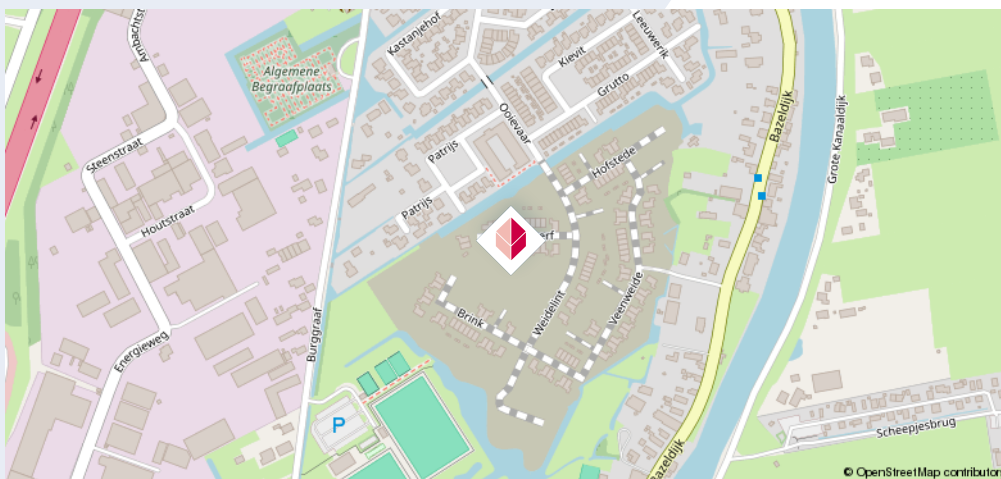 Ambachtst
Kastanjehof
Leeuwerik
Kievit
Algemene
Begraafplaats
Grutto
Ooievaar
Bazeldijk
Grote Kanaaldijk
Steenstraat
Patrijs
Hofstede
Houtstraat
Patrijs
erf
Weidelint
Veenweide
Brink
Burggraaf
Energieweg
P
Scheepjesbrug
Bazeldijk
© OpenStreetMap contributor